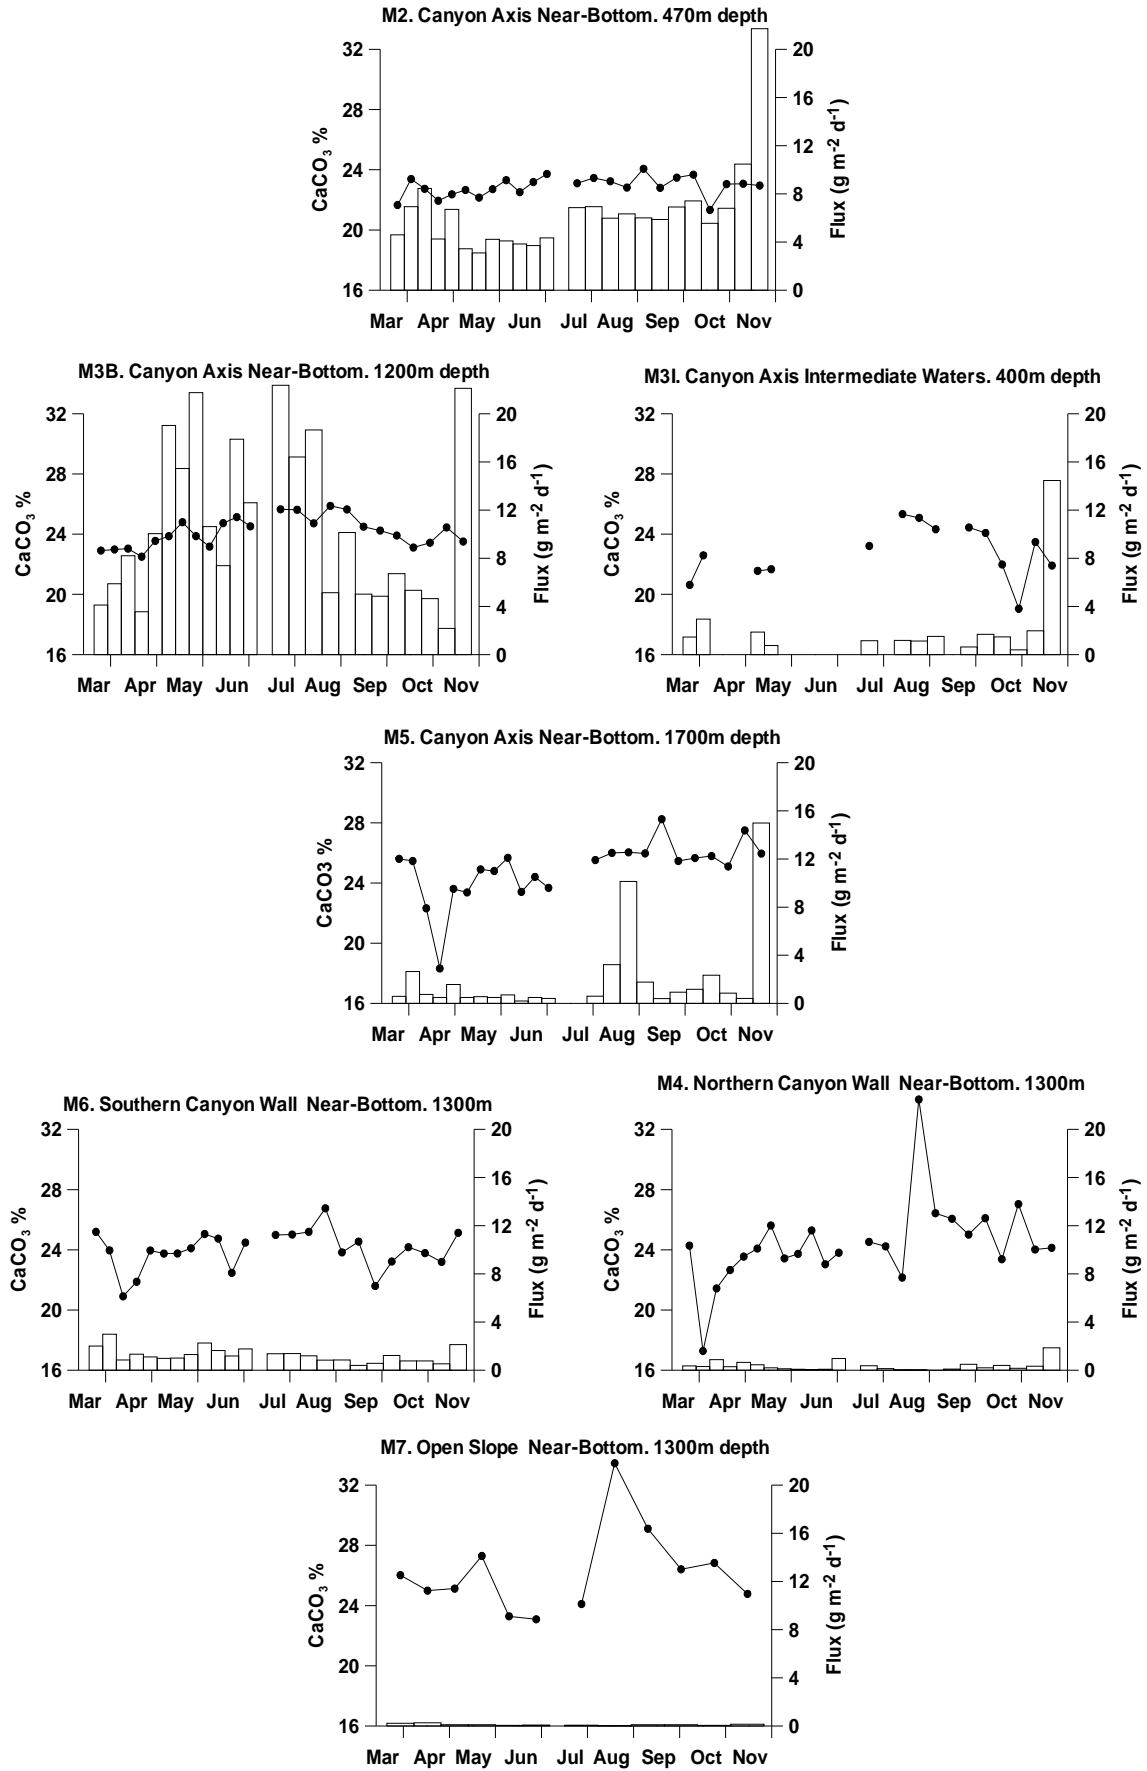 M2. Canyon Axis Near-Bottom. 470m depth
32
28
24
20
16
CaCO3 %
20
16
12
8
4
0
Flux (g m-2 d-1)
Mar Apr May Jun Jul Aug Sep Oct Nov
M3B. Canyon Axis Near-Bottom. 1200m depth
32
28
24
20
16
CaCO3 %
20
16
12
8
4
0
Flux (g m-2 d-1)
Mar Apr May Jun Jul Aug Sep Oct Nov
M3I. Canyon Axis Intermediate Waters. 400m depth
32
28
24
20
16
CaCO3 %
20
16
12
8
4
0
Flux (g m-2 d-1)
Mar Apr May Jun Jul Aug Sep Oct Nov
M5. Canyon Axis Near-Bottom. 1700m depth
32
28
24
20
16
CaCO3 %
20
16
12
8
4
0
Flux (g m-2 d-1)
Mar Apr May Jun Jul Aug Sep Oct Nov
M6. Southern Canyon Wall Near-Bottom. 1300m
32
28
24
20
16
CaCO3 %
20
16
12
8
4
0
Flux (g m-2 d-1)
Mar Apr May Jun Jul Aug Sep Oct Nov
M4. Northern Canyon Wall Near-Bottom. 1300m
32
28
24
20
16
CaCO3 %
20
16
12
8
4
0
Flux (g m-2 d-1)
Mar Apr May Jun Jul Aug Sep Oct Nov
M7. Open Slope Near-Bottom. 1300m depth
32
28
24
20
16
CaCO3 %
20
16
12
8
4
0
Flux (g m-2 d-1)
Mar Apr May Jun Jul Aug Sep Oct Nov